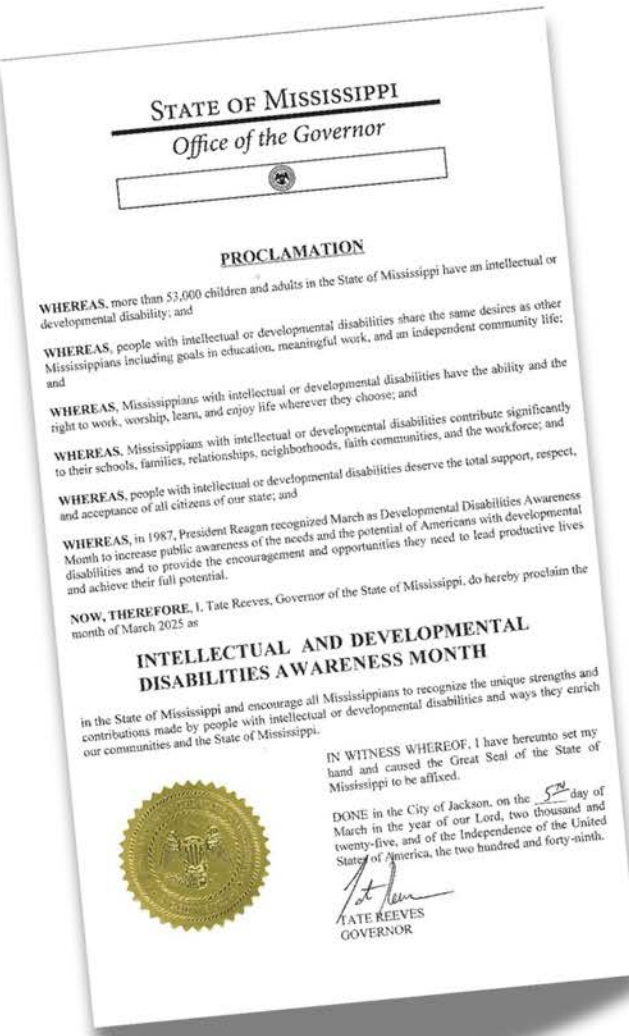 STATE OF MISSISSIPPI
Office of the Governor
PROCLAMATION
WHEREAS, more than 53,000 children and adults in the State of Mississippi have an intellectual or
developmental disability; and
WHEREAS, people with intellectual or developmental disabilities share the same desires as other
Mississippians including goals in education, meaningful work, and an independent community life;
and
WHEREAS, Mississippians with intellectual or developmental disabilities have the ability and the
right to work, worship, learn, and enjoy life wherever they choose; and
WHEREAS, Mississippians with intellectual or developmental disabilities contribute significantly
to their schools, families, relationships, neighborhoods, faith communities, and the workforce; and
WHEREAS, people with intellectual or developmental disabilities deserve the total support, respect,
and acceptance of all citizens of our state; and
WHEREAS, in 1987, President Reagan recognized March as Developmental Disabilities Awareness
Month to increase public awareness of the needs and the potential of Americans with developmental
disabilities and to provide the encouragement and opportunities they need to lead productive lives
and achieve their full potential.
NOW, THEREFORE, I, Tate Reeves, Governor of the State of Mississippi, do hereby proclaim the
month of March 2025 as
INTELLECTUAL AND DEVELOPMENTAL
DISABILITIES AWARENESS MONTH
in the State of Mississippi and encourage all Mississippians to recognize the unique strengths and
contributions made by people with intellectual or developmental disabilities and ways they enrich
our communities and the State of Mississippi.
IN WITNESS WHEREOF, I have hereunto set my
hand and caused the Great Seal of the State of
Mississippi to be affixed.
DONE in the City of Jackson, on the 5TH day of
March in the year of our Lord, two thousand and
twenty-five, and of the Independence of the United
States of America, the two hundred and forty-ninth.
TATE REEVES
GOVERNOR